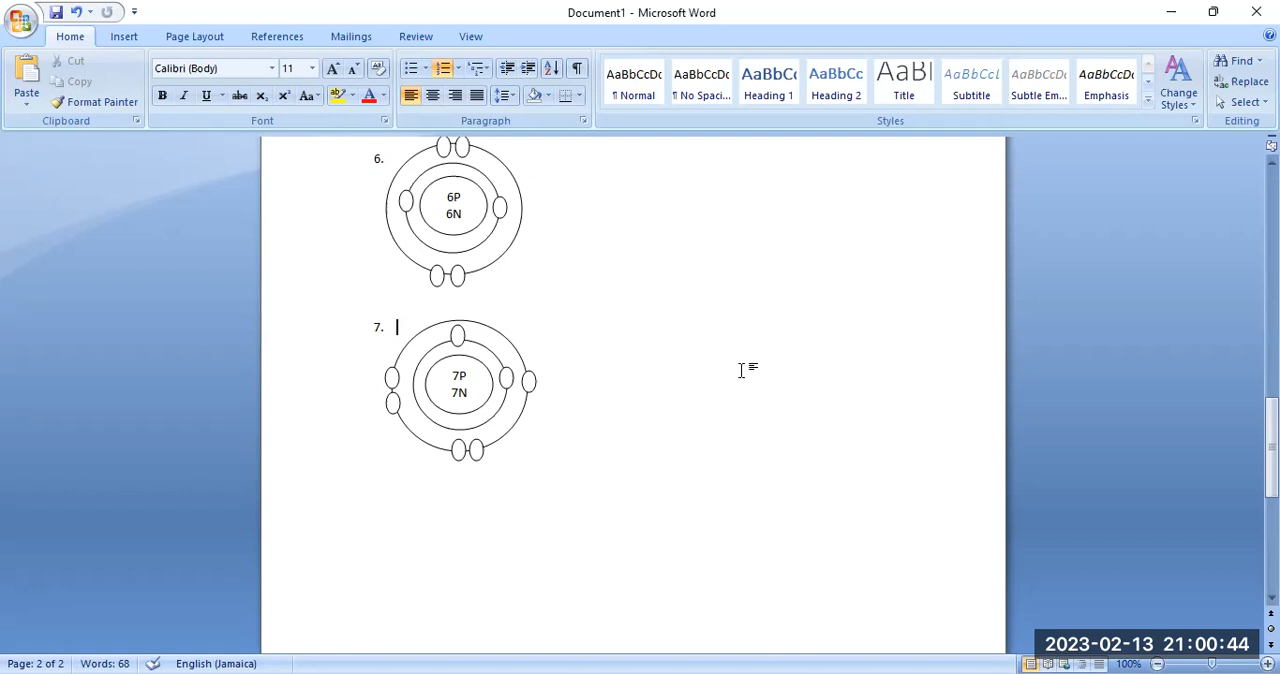 Document1 - Microsoft Word
Home Insert Page Layout References Mailings Review View
Paste
Cut
Copy
Format Painter
Clipboard
Calibri (Body) 11
Font
Paragraph
AaBbCcDc AaBbCcDc AaBbCc AaBbCc AaBl AaBbCcL AaBbCcDc AaBbCcDc
¶ Normal ¶ No Spaci... Heading 1 Heading 2 Title Subtitle Subtle Em... Emphasis
Styles
Change
Styles
Find
Replace
Select
Editing
6.
6P
6N
7.
7P
7N
2023-02-13 21:00:44
Page: 2 of 2 Words: 68 English (Jamaica) 100%